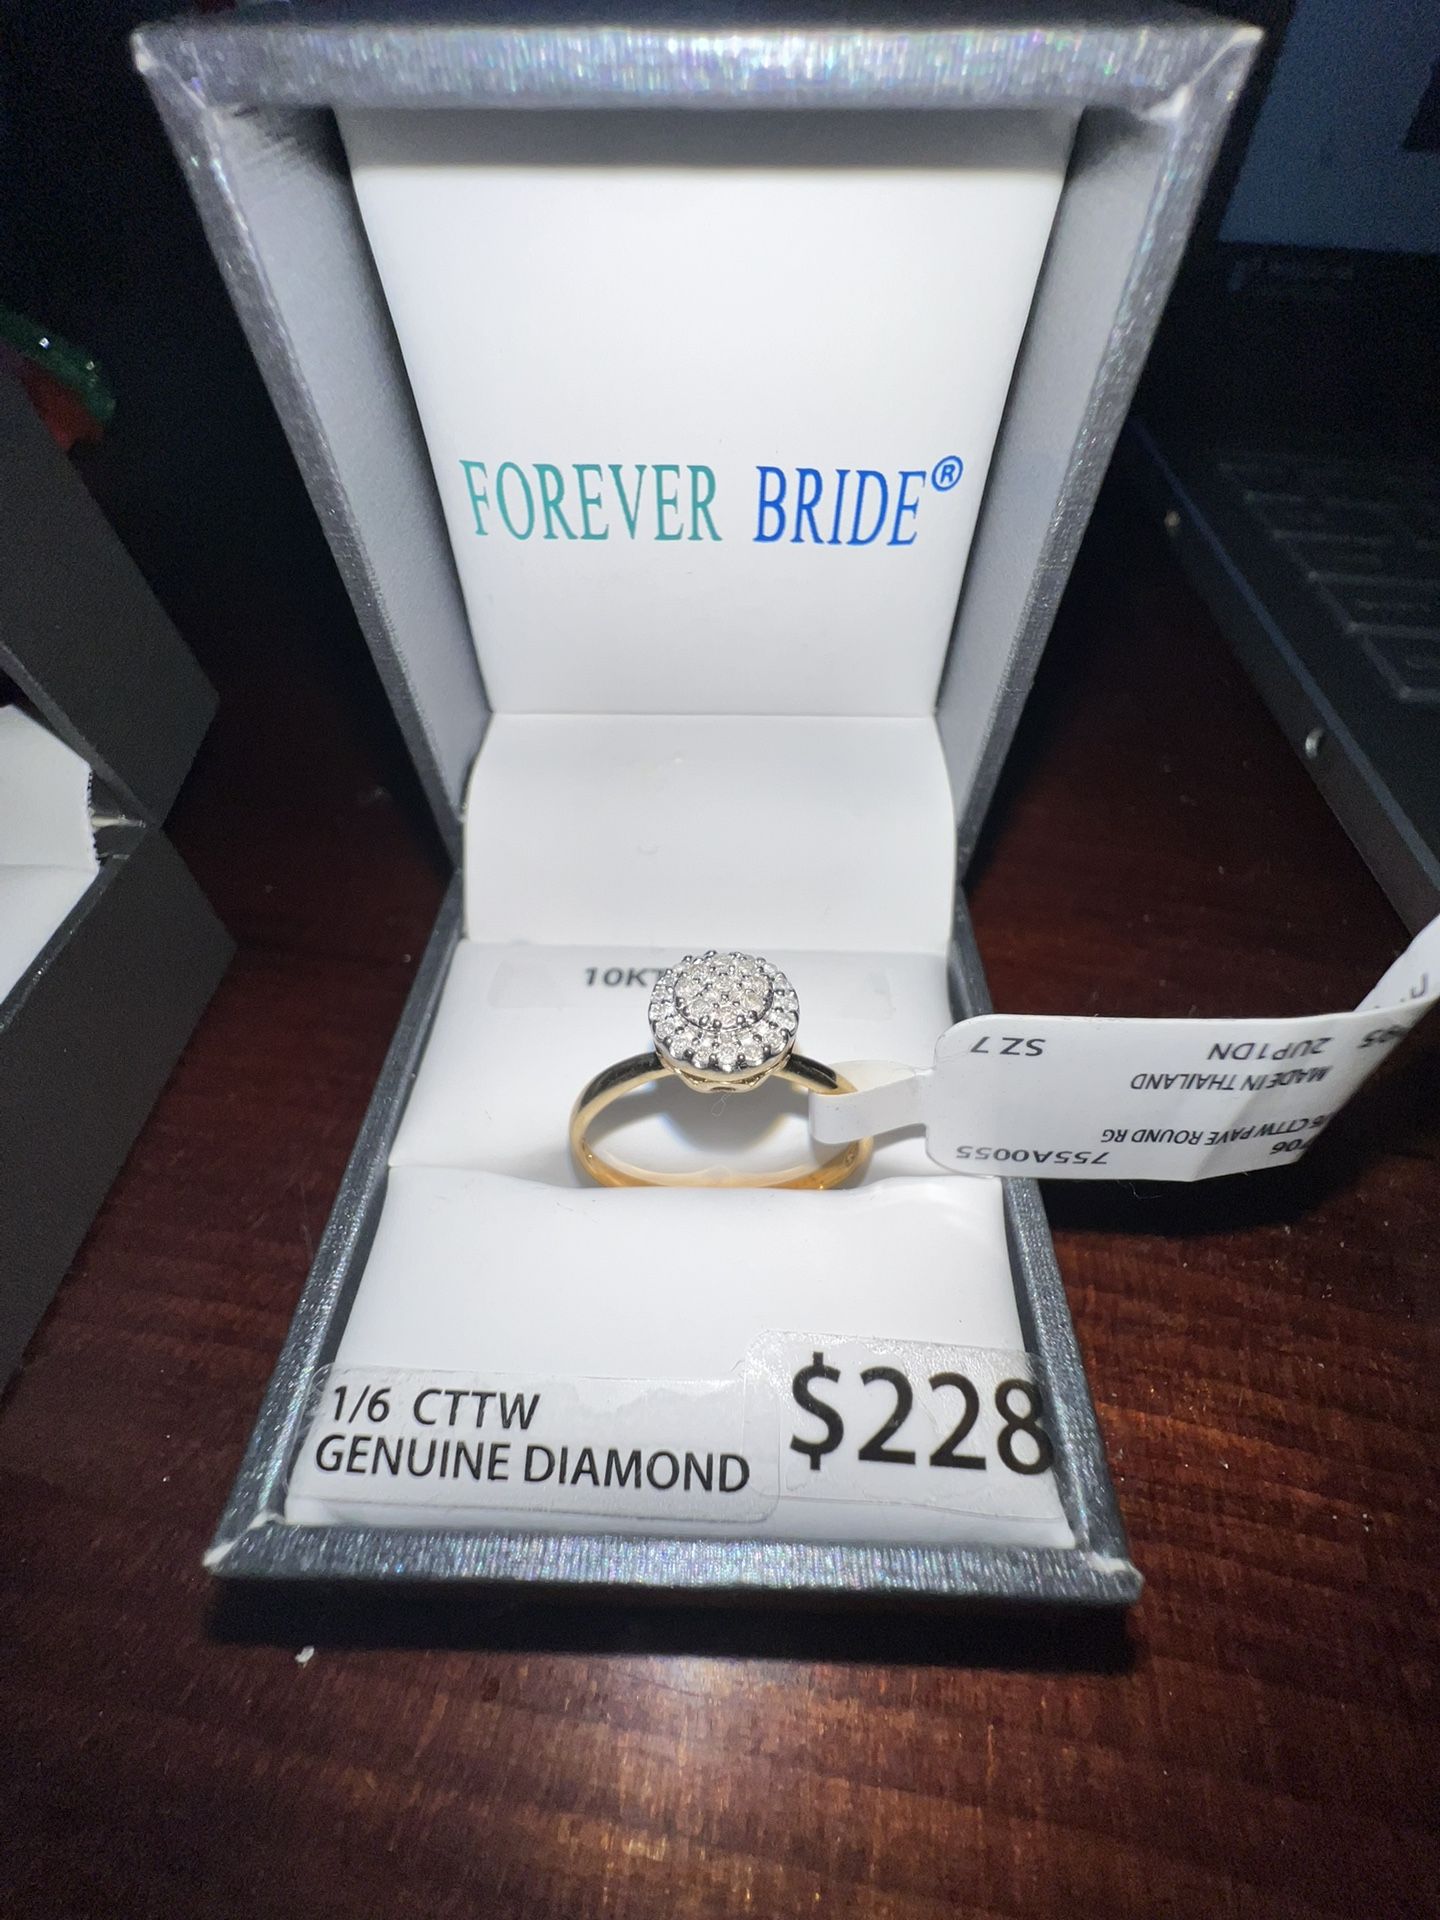 FOREVER BRIDE®
10KT
SZ 7
2UP1DN
MADE IN THAILAND
CTTW PAVE ROUND RG
755A0055
1/6 CTTW
GENUINE DIAMOND
$228